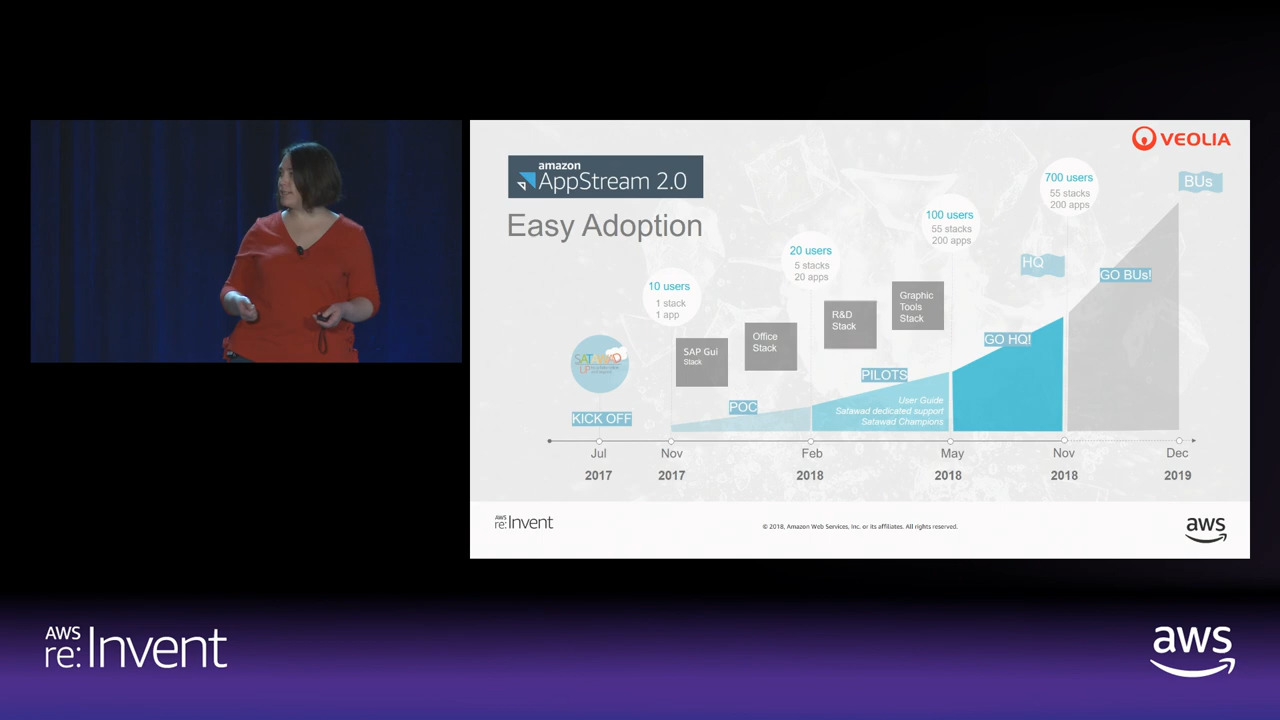 VEOLIA
amazon
AppStream 2.0
Easy Adoption
BUs
700 users
55 stacks
200 apps
100 users
55 stacks
200 apps
20 users
5 stacks
20 apps
10 users
1 stack
1 app
HQ
GO BUs!
Graphic
Tools
Stack
R&D
Stack
Office
Stack
SAP Gui
Stack
GO HQ!
SATAWAD
UP
PILOTS
POC
KICK OFF
User Guide
Satawad dedicated support
Satawad Champions
Jul
2017
Nov
2017
Feb
2018
May
2018
Nov
2018
Dec
2019
AWS
re:Invent
© 2018, Amazon Web Services, Inc. or its affiliates. All rights reserved.
aws
AWS
re:Invent
aws